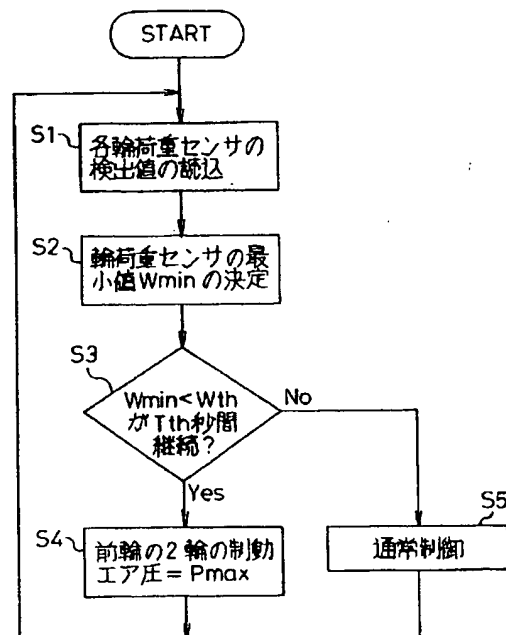 START
S1
各輪荷重センサの
検出値の読込
S2
輪荷重センサの最
小値Wminの決定
S3
Wmin<Wth
がTth秒間
継続?
No
Yes
S4
前輪の2輪の制動
エア圧=Pmax
S5
通常制御